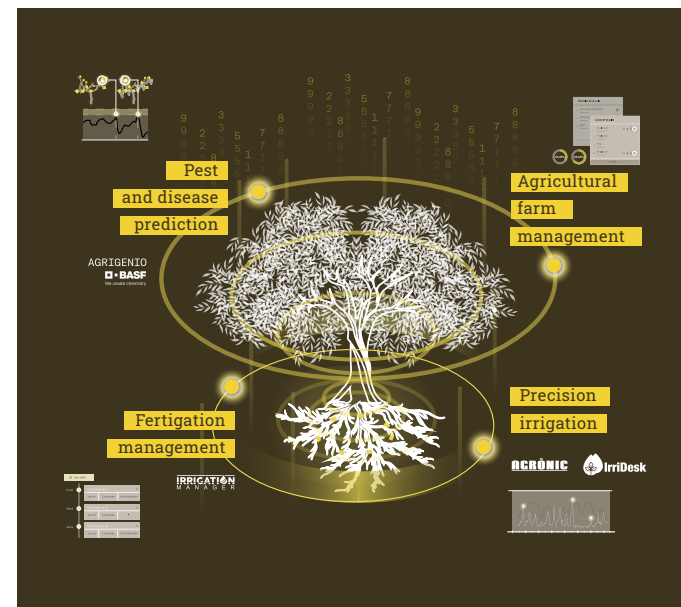 Pest
and disease
prediction
Agricultural
farm
management
AGRIGENIO
BASF
We create chemistry
Fertigation
management
Precision
irrigation
IRRIGATION
MANAGER
AGRÓNIC
IrriDesk